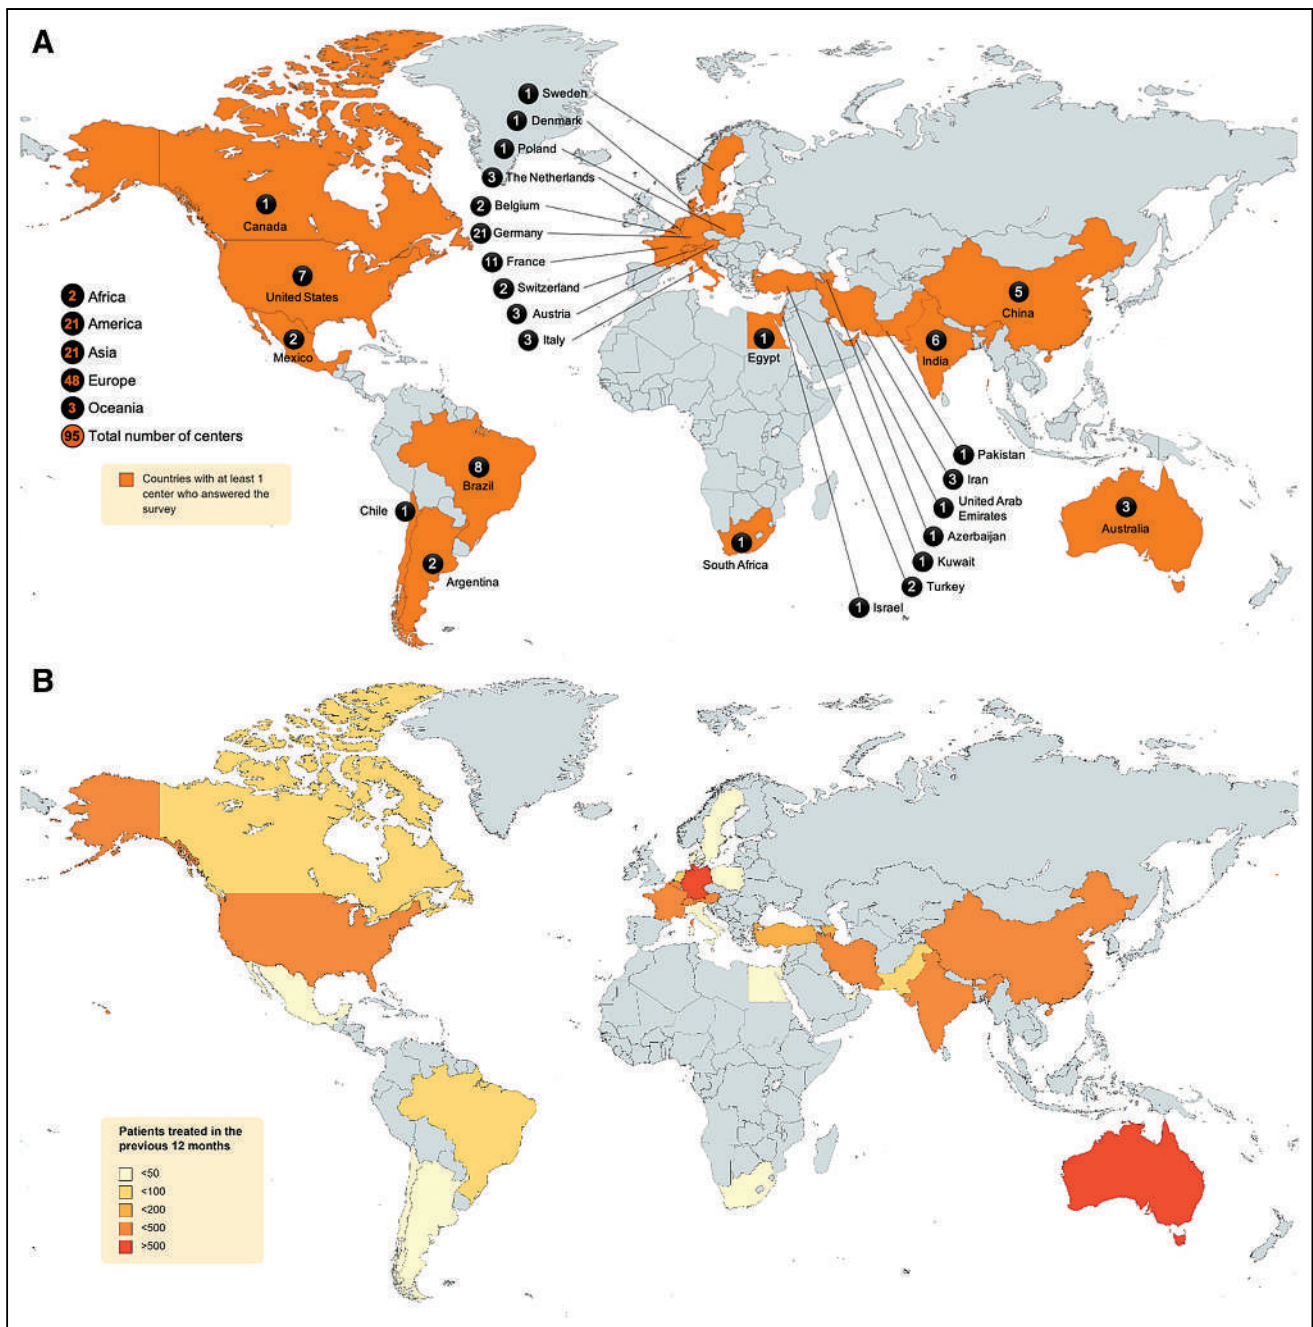 A
1 Sweden
1 Denmark
1 Poland
3 The Netherlands
2 Belgium
21 Germany
11 France
2 Switzerland
3 Austria
3 Italy
1
Canada
7
United States
2
Mexico
2 Africa
21 America
21 Asia
48 Europe
3 Oceania
95 Total number of centers
Countries with at least 1
center who answered the
survey
8
Brazil
Chile 1
2
Argentina
1
Egypt
1
South Africa
5
China
6
India
1 Pakistan
3 Iran
1 United Arab
Emirates
1 Azerbaijan
1 Kuwait
2 Turkey
1 Israel
3
Australia
B
Patients treated in the
previous 12 months
<50
<100
<200
<500
>500